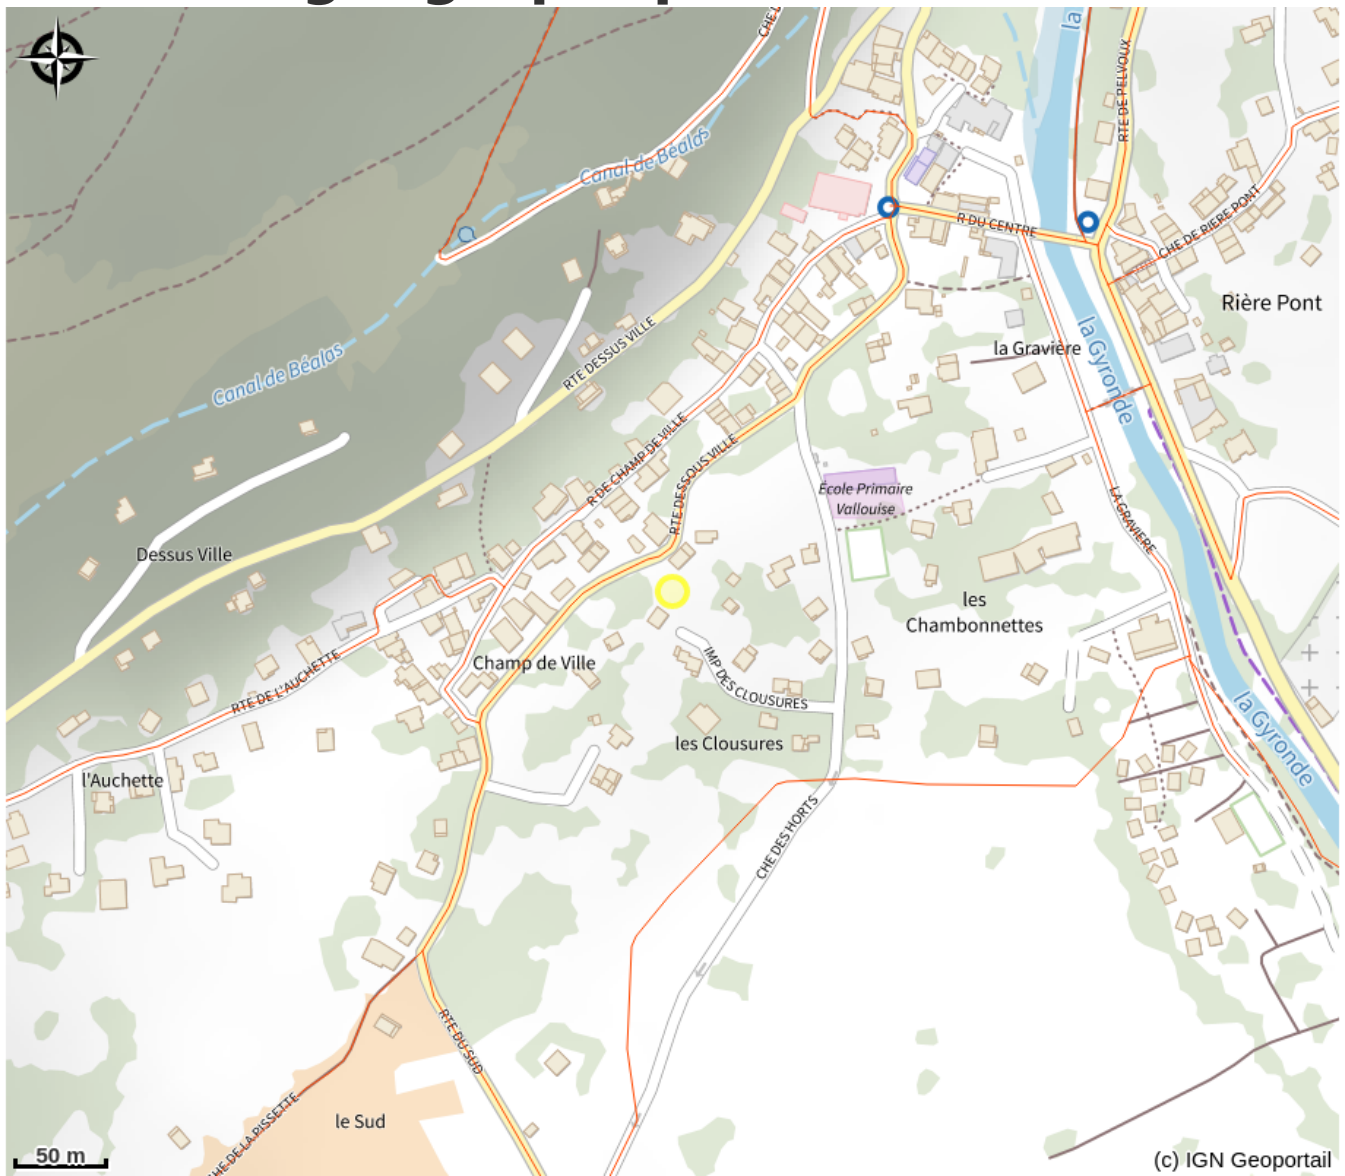 la
RTE DE PELVOUX
Canal de Béalas
R DU CENTRE
CHE DE RIERE PONT
Rière Pont
RTE DESSUS VILLE
la Gravière
la Gyronde
Canal de Béalas
R DE CHAMP DE VILLE
RTE DESSOUS VILLE
École Primaire
Vallouise
LA GRAVIERE
Dessus Ville
les
Chambonnettes
Champ de Ville
IMP DES CLOUSURES
RTE DE L'AUCHETTE
les Clousures
la Gyronde
l'Auchette
CHE DES HORTS
RTE DU SUD
le Sud
CHE DE LA PISSETTE
50 m
(c) IGN Geoportail